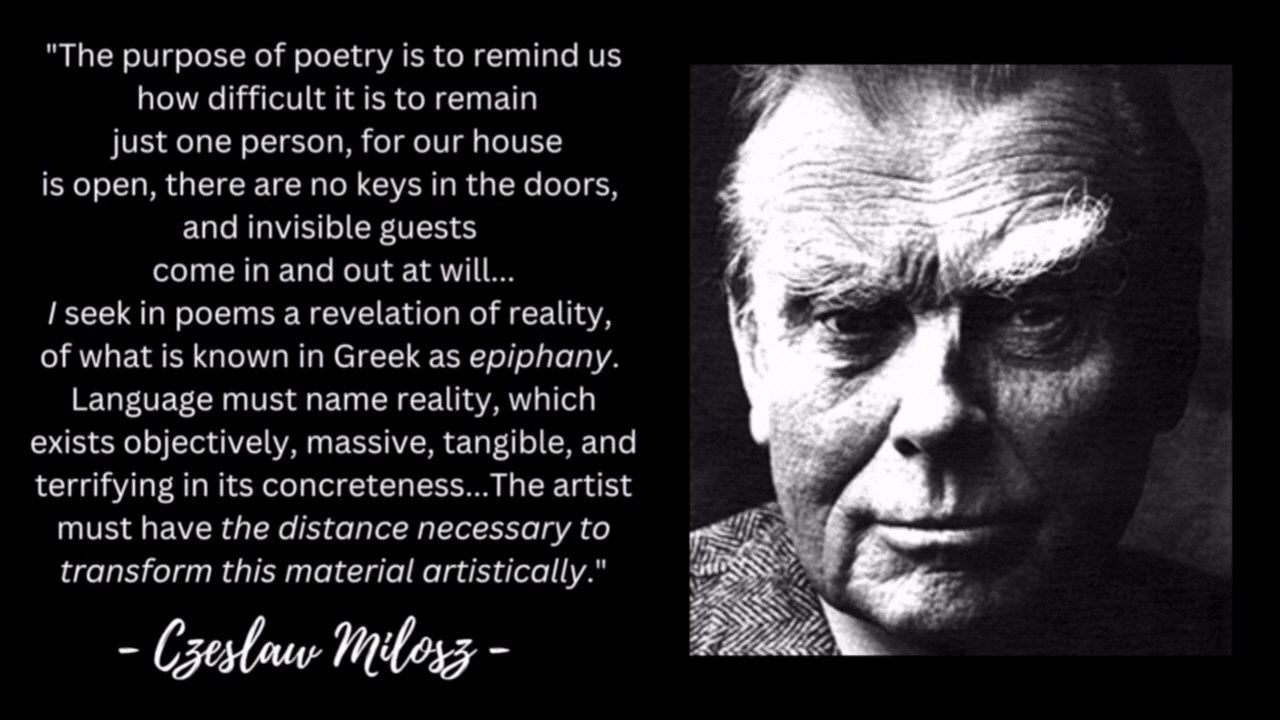 "The purpose of poetry is to remind us
how difficult it is to remain
just one person, for our house
is open, there are no keys in the doors,
and invisible guests
come in and out at will...
I seek in poems a revelation of reality,
of what is known in Greek as epiphany.
Language must name reality, which
exists objectively, massive, tangible, and
terrifying in its concreteness...The artist
must have the distance necessary to
transform this material artistically."
- Czeslaw Milosz -